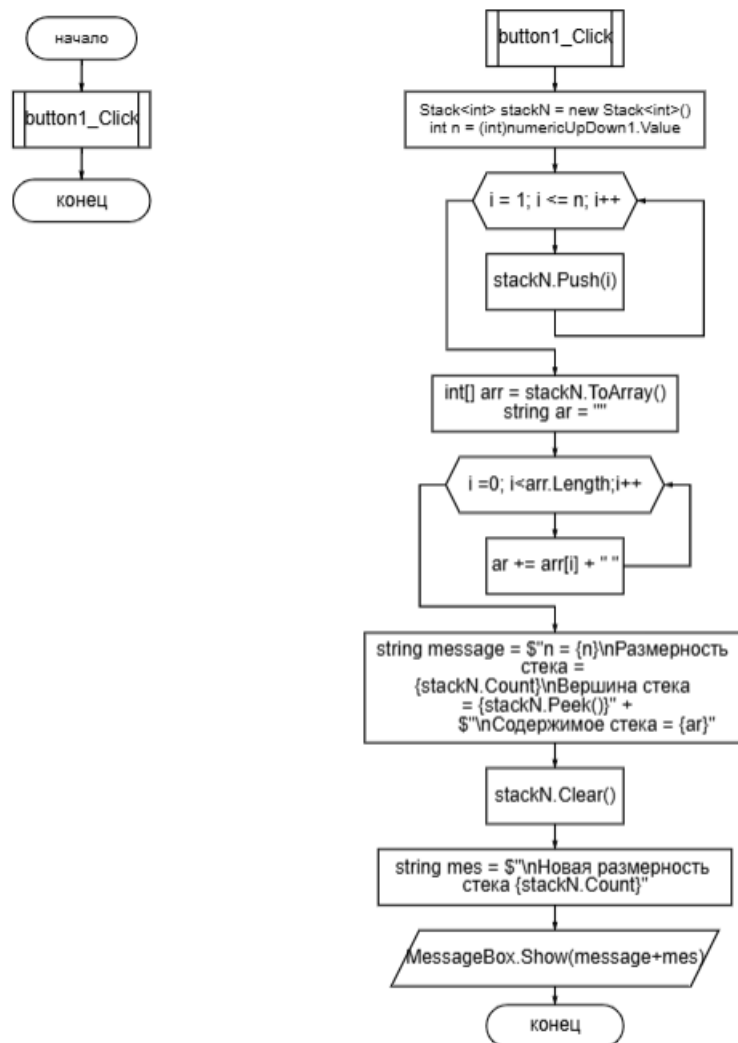 начало
button1_Click
конец
button1_Click
Stack<int> stackN = new Stack<int>()
int n = (int)numericUpDown1.Value
i = 1; i <= n; i++
stackN.Push(i)
int[] arr = stackN.ToArray()
string ar = ""
i =0; i<arr.Length;i++
ar += arr[i] + " "
string message = $"n = {n}\nРазмерность
стека =
{stackN.Count}\nВершина стека
= {stackN.Peek()}" +
$"\nСодержимое стека = {ar}"
stackN.Clear()
string mes = $"\nНовая размерность
стека {stackN.Count}"
MessageBox.Show(message+mes)
конец